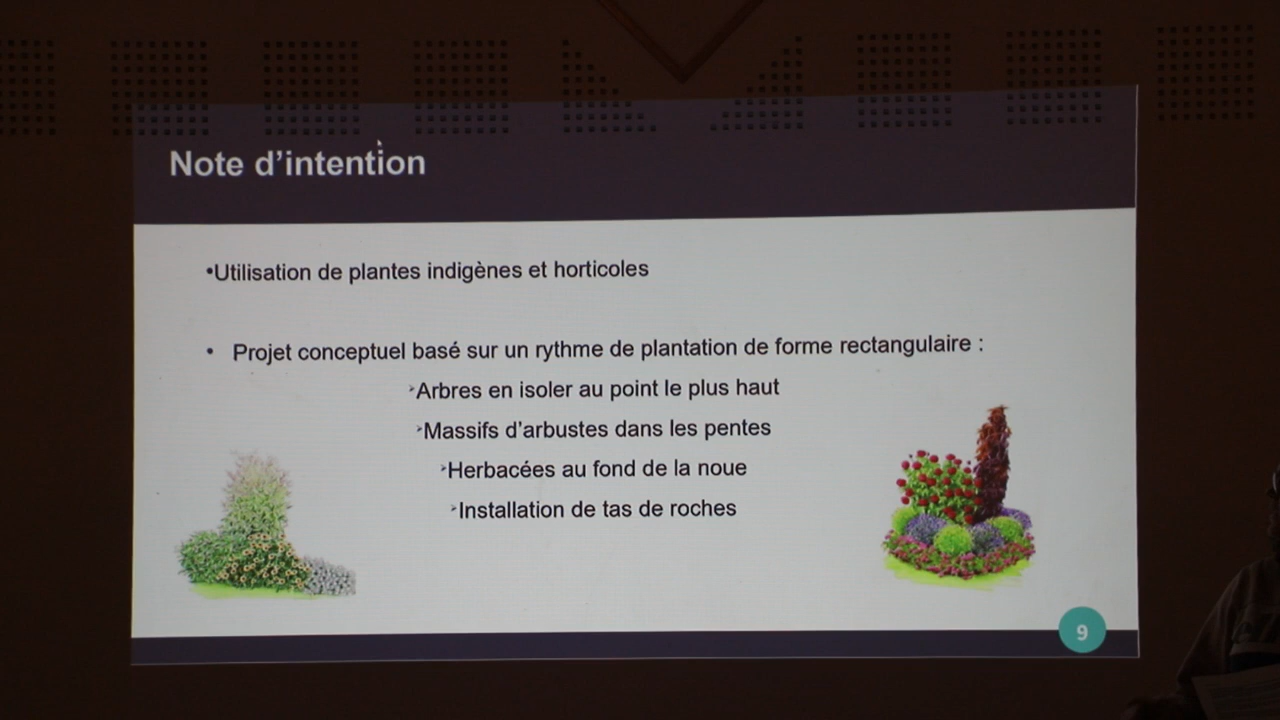 Note d'intention
•Utilisation de plantes indigènes et horticoles
• Projet conceptuel basé sur un rythme de plantation de forme rectangulaire :
➢Arbres en isoler au point le plus haut
➢Massifs d'arbustes dans les pentes
➢Herbacées au fond de la noue
➢Installation de tas de roches
9